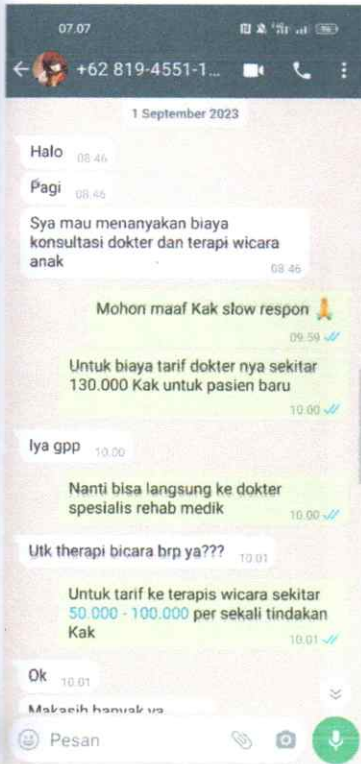 07.07
+62 819-4551-1...
1 September 2023
Halo 08.46
Pagi 08.46
Sya mau menanyakan biaya
konsultasi dokter dan terapi wicara
anak
08.46
Mohon maaf Kak slow respon 🙏
09.59
Untuk biaya tarif dokter nya sekitar
130.000 Kak untuk pasien baru
10.00
Iya gpp 10.00
Nanti bisa langsung ke dokter
spesialis rehab medik
10.00
Utk therapi bicara brp ya??? 10.01
Untuk tarif ke terapis wicara sekitar
50.000 - 100.000 per sekali tindakan
Kak
10.01
Ok 10.01
Makasih banyak ya
Pesan